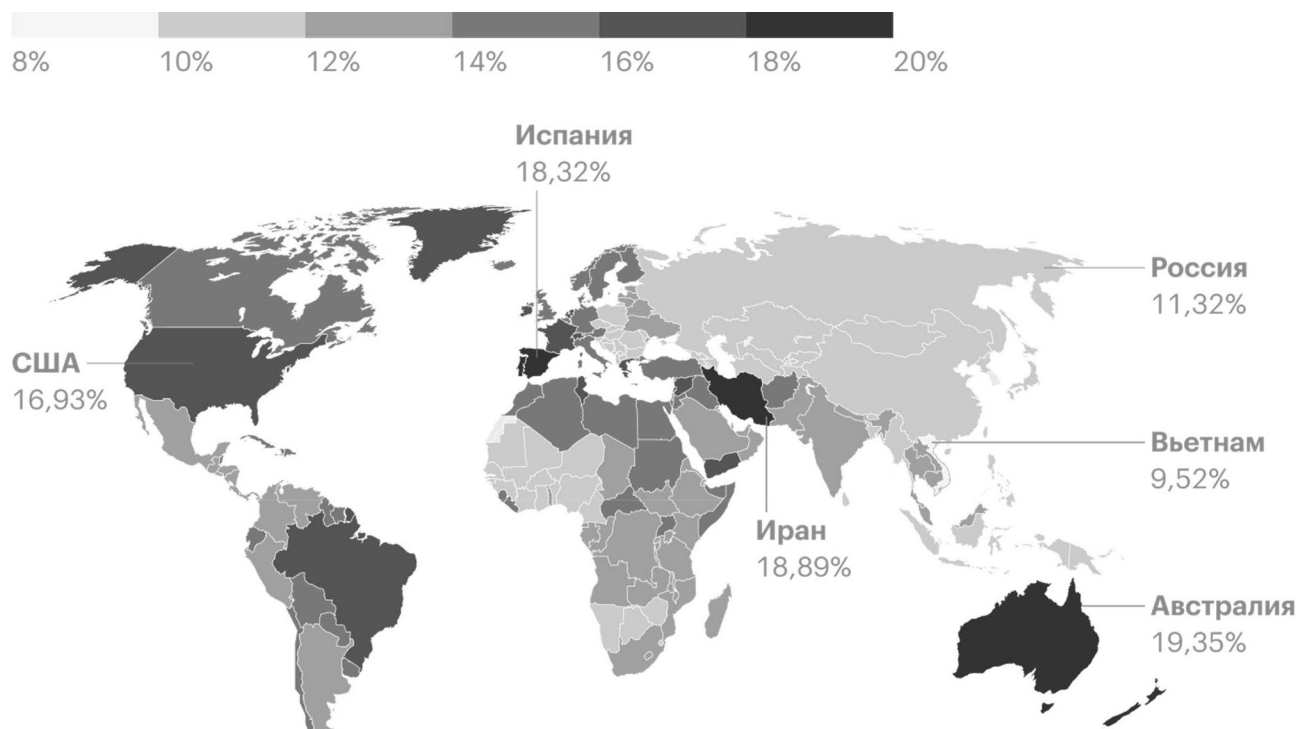 8% 10% 12% 14% 16% 18% 20%
Испания
18,32%
Россия
11,32%
США
16,93%
Вьетнам
9,52%
Иран
18,89%
Австралия
19,35%